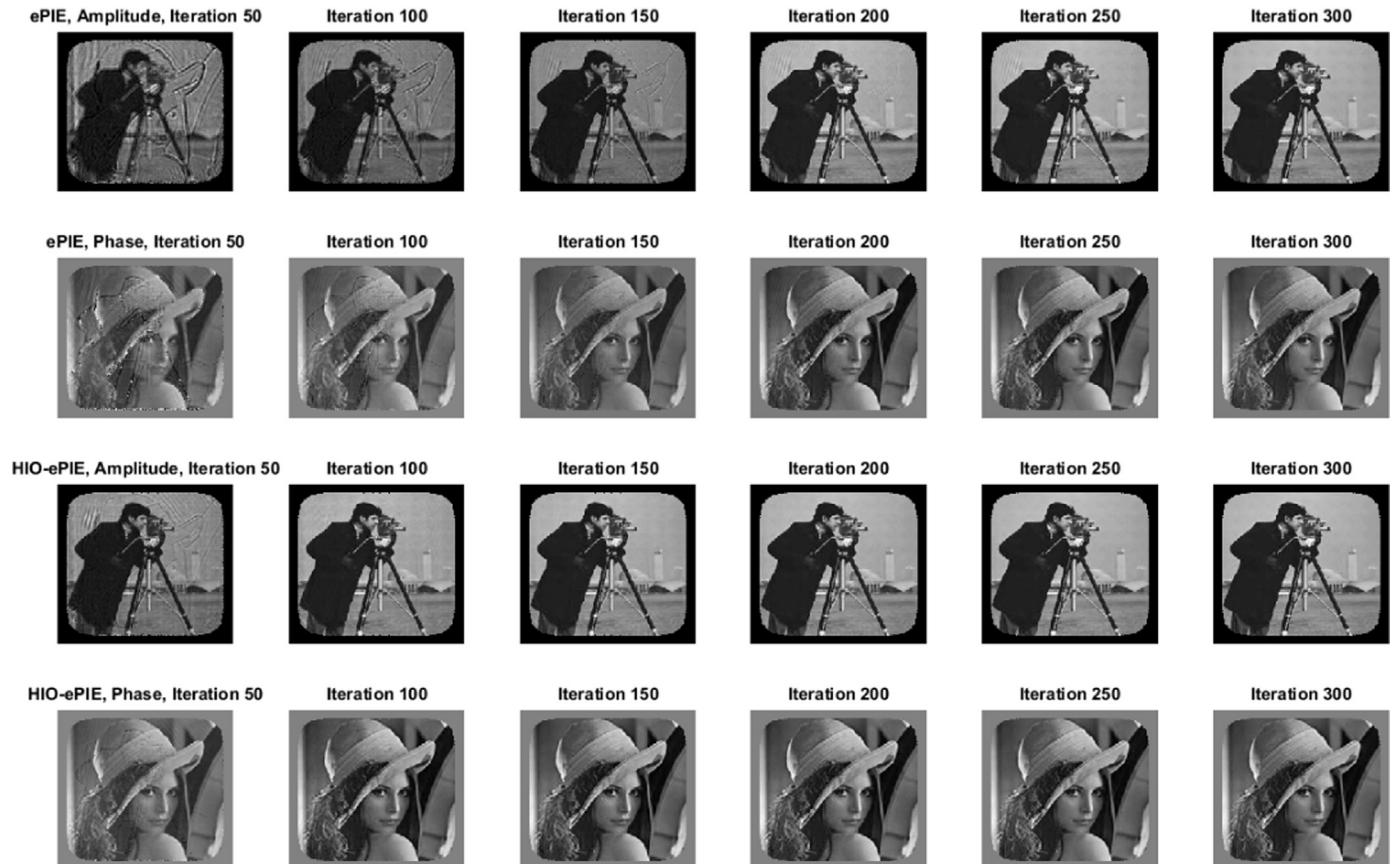 ePIE, Amplitude, Iteration 50
Iteration 100
Iteration 150
Iteration 200
Iteration 250
Iteration 300
ePIE, Phase, Iteration 50
Iteration 100
Iteration 150
Iteration 200
Iteration 250
Iteration 300
HIO-ePIE, Amplitude, Iteration 50
Iteration 100
Iteration 150
Iteration 200
Iteration 250
Iteration 300
HIO-ePIE, Phase, Iteration 50
Iteration 100
Iteration 150
Iteration 200
Iteration 250
Iteration 300